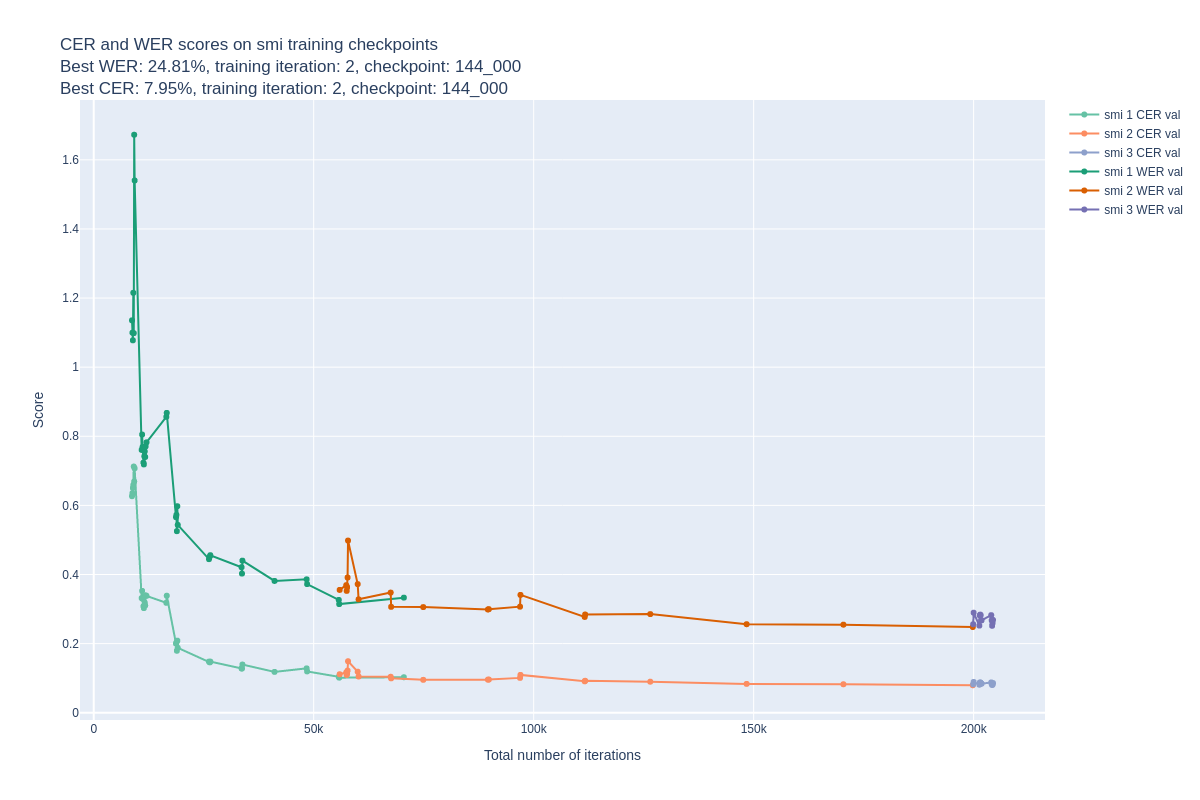 CER and WER scores on smi training checkpoints
Best WER: 24.81%, training iteration: 2, checkpoint: 144_000
Best CER: 7.95%, training iteration: 2, checkpoint: 144_000
smi 1 CER val
smi 2 CER val
smi 3 CER val
smi 1 WER val
smi 2 WER val
smi 3 WER val
1.6
1.4
1.2
1
0.8
0.6
0.4
0.2
0
Score
0 50k 100k 150k 200k
Total number of iterations